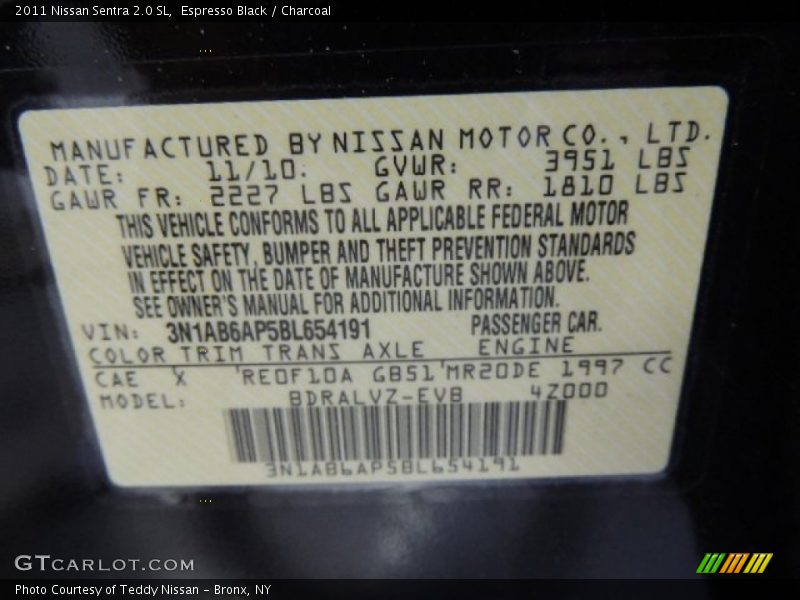 2011 Nissan Sentra 2.0 SL,  Espresso Black / Charcoal
MANUFACTURED BY NISSAN MOTOR CO., LTD.
DATE: 11/10. GVWR: 3951 LBS
GAWR FR: 2227 LBS GAWR RR: 1810 LBS
THIS VEHICLE CONFORMS TO ALL APPLICABLE FEDERAL MOTOR
VEHICLE SAFETY, BUMPER AND THEFT PREVENTION STANDARDS
IN EFFECT ON THE DATE OF MANUFACTURE SHOWN ABOVE.
SEE OWNER'S MANUAL FOR ADDITIONAL INFORMATION.
VIN: 3N1AB6AP5BL654191 PASSENGER CAR.
COLOR TRIM TRANS AXLE ENGINE
CAE X 'RE0F10A GB51'MR20DE 1997 CC
MODEL: BDRALVZ-EVB 4Z000
3N1AB6AP5BL654191
GTCARLOT.COM
Photo Courtesy of Teddy Nissan – Bronx, NY